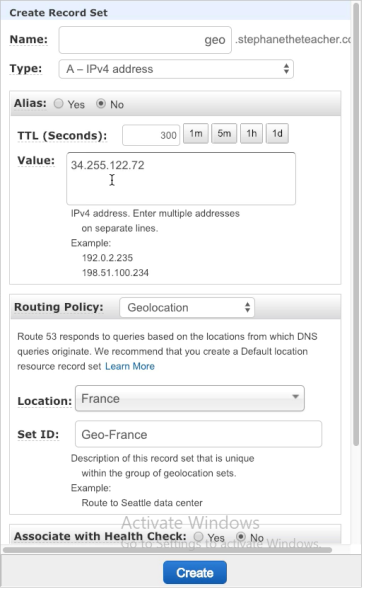 Create Record Set
Name: geo .stephanetheteacher.cc
Type: A – IPv4 address
Alias: Yes No
TTL (Seconds): 300 1m 5m 1h 1d
Value: 34.255.122.72
IPv4 address. Enter multiple addresses
on separate lines.
Example:
192.0.2.235
198.51.100.234
Routing Policy: Geolocation
Route 53 responds to queries based on the locations from which DNS
queries originate. We recommend that you create a Default location
resource record set Learn More
Location: France
Set ID: Geo-France
Description of this record set that is unique
within the group of geolocation sets.
Example:
Route to Seattle data center
Activate Windows
Associate with Health Check: Yes No
Go to Settings to activate Windows.
Create